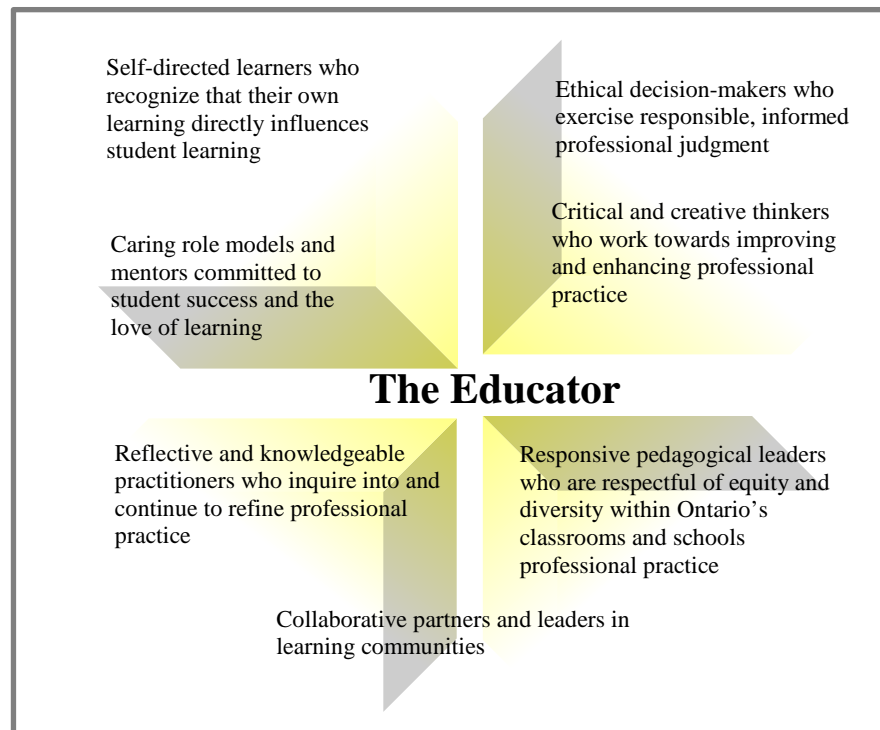 Self-directed learners who
recognize that their own
learning directly influences
student learning
Ethical decision-makers who
exercise responsible, informed
professional judgment
Caring role models and
mentors committed to
student success and the
love of learning
Critical and creative thinkers
who work towards improving
and enhancing professional
practice
The Educator
Reflective and knowledgeable
practitioners who inquire into and
continue to refine professional
practice
Responsive pedagogical leaders
who are respectful of equity and
diversity within Ontario’s
classrooms and schools
professional practice
Collaborative partners and leaders in
learning communities